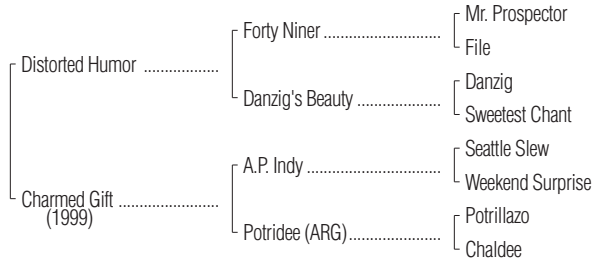 Mr. Prospector
Forty Niner ........................
File
Distorted Humor ..................
Danzig
Danzig's Beauty .....................
Sweetest Chant
Seattle Slew
A.P. Indy .................................
Weekend Surprise
Charmed Gift .........................
(1999)
Potrillazo
Potridee (ARG).......................
Chaldee